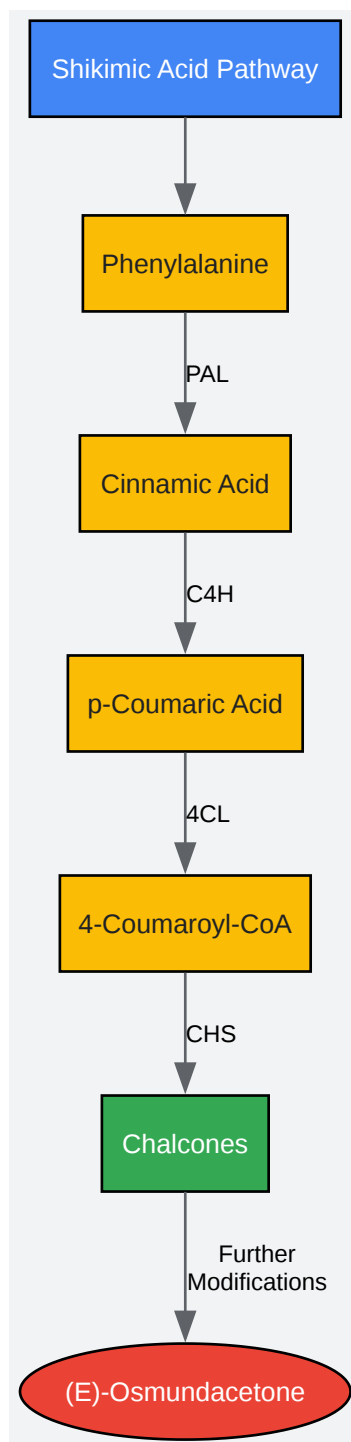 Shikimic Acid Pathway
Phenylalanine
PAL
Cinnamic Acid
C4H
p-Coumaric Acid
4CL
4-Coumaroyl-CoA
CHS
Chalcones
Further
Modifications
(E)-Osmundacetone